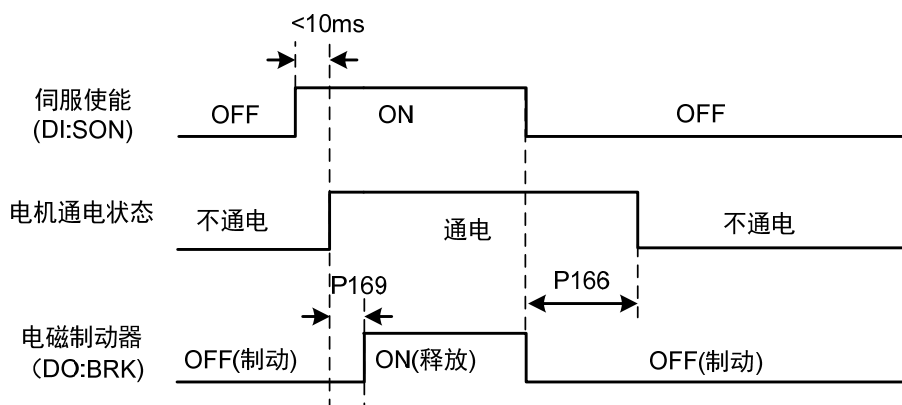 <10ms
伺服使能
(DI:SON)
OFF
ON
OFF
电机通电状态
不通电
通电
不通电
P169
P166
电磁制动器
（DO:BRK)
OFF(制动)
ON(释放)
OFF(制动)